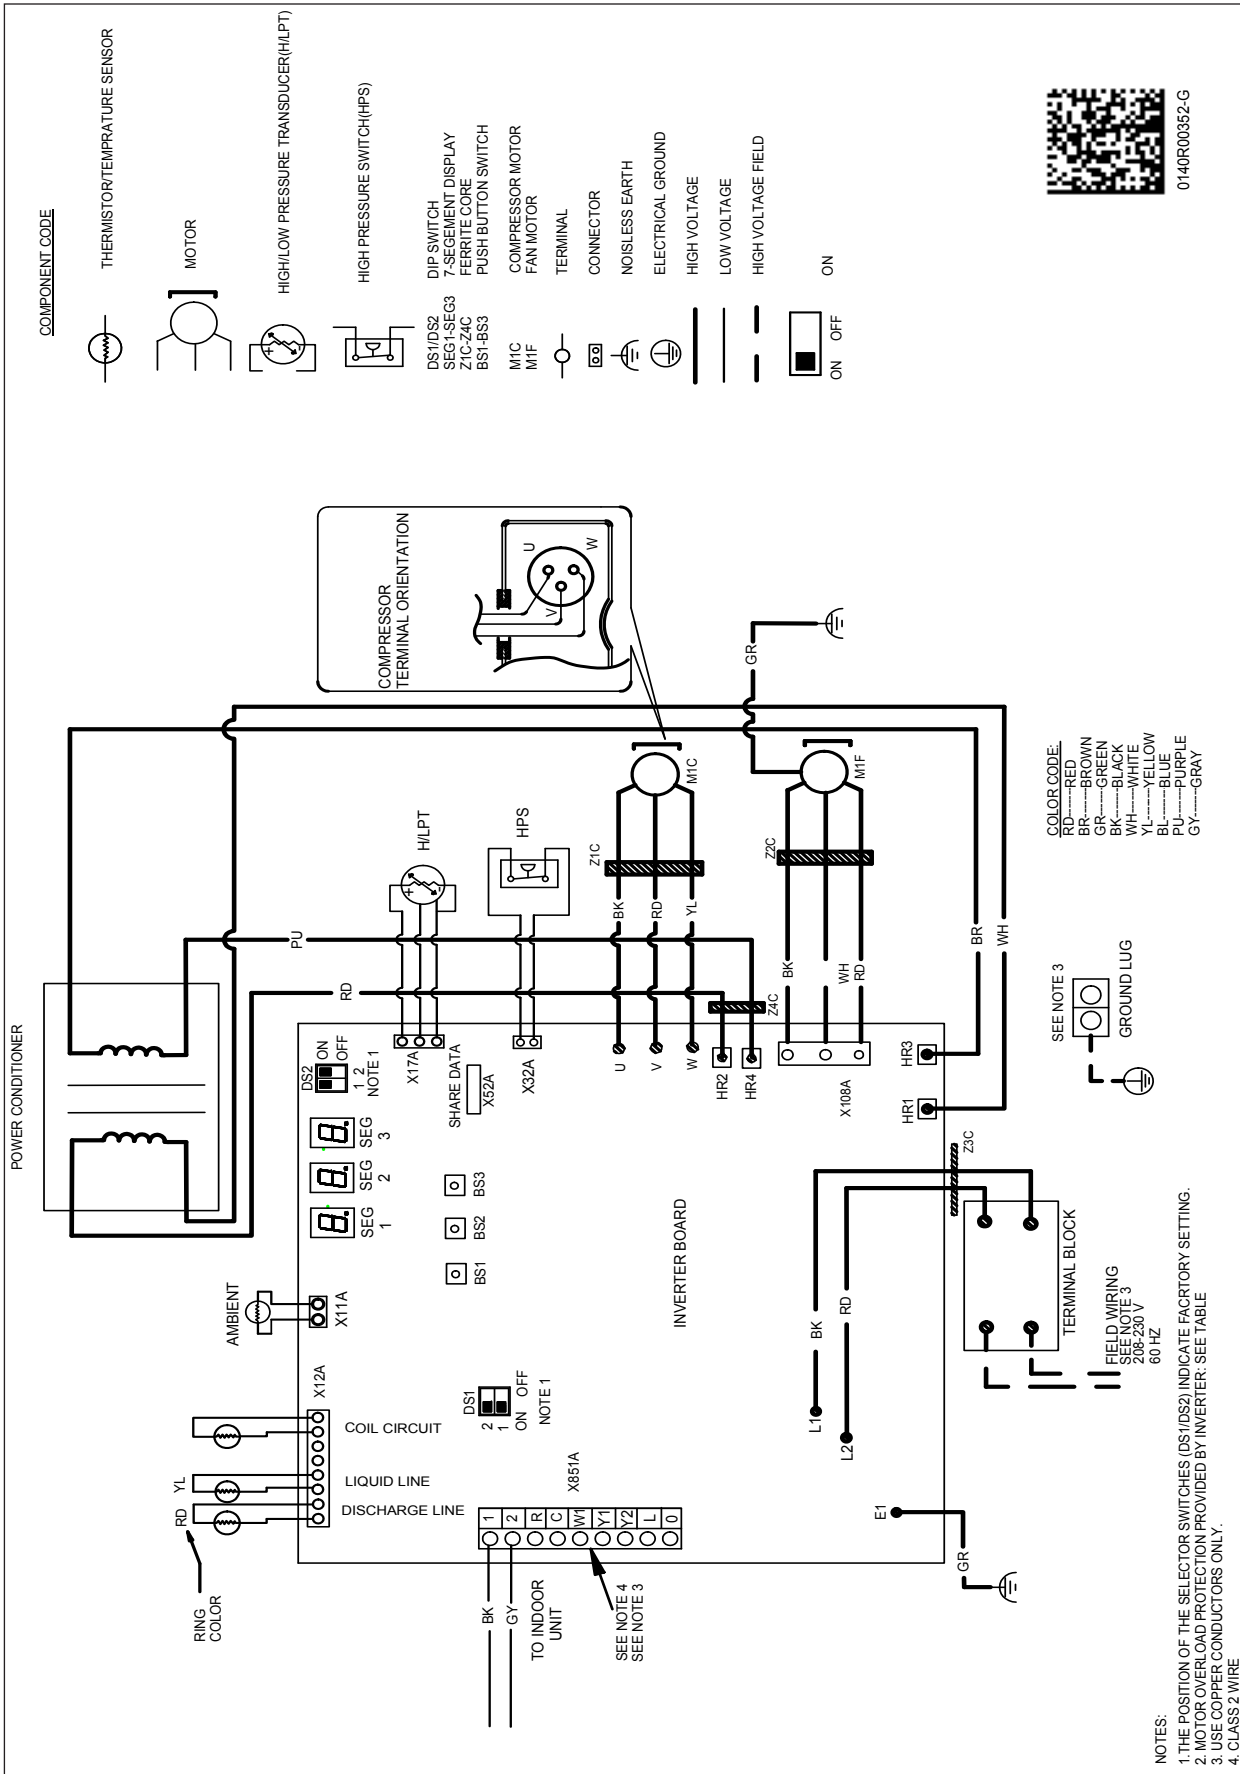 POWER CONDITIONER
COMPONENT CODE
THERMISTOR/TEMPRATURE SENSOR
MOTOR
HIGH/LOW PRESSURE TRANSDUCER(H/LPT)
HIGH PRESSURE SWITCH(HPS)
DS1/DS2 DIP SWITCH
SEG1-SEG3 7-SEGEMENT DISPLAY
Z1C-Z4C FERRITE CORE
BS1-BS3 PUSH BUTTON SWITCH
M1C COMPRESSOR MOTOR
M1F FAN MOTOR
TERMINAL
CONNECTOR
NOISLESS EARTH
ELECTRICAL GROUND
HIGH VOLTAGE
LOW VOLTAGE
HIGH VOLTAGE FIELD
ON OFF
ON
0140R00352-G
COMPRESSOR
TERMINAL ORIENTATION
U
V
W
RING
COLOR
RD
YL
AMBIENT
X12A
X11A
COIL CIRCUIT
LIQUID LINE
DISCHARGE LINE
SEG
1
SEG
2
SEG
3
DS2
ON
OFF
1 2
NOTE 1
RD
PU
X17A
H/LPT
SHARE DATA
X52A
X32A
HPS
BS1
BS2
BS3
DS1
2
1
ON OFF
NOTE 1
X851A
1
2
R
C
W1
Y1
Y2
L
0
BK
GY
TO INDOOR
UNIT
SEE NOTE 4
SEE NOTE 3
INVERTER BOARD
U
V
W
BK
RD
YL
Z1C
M1C
HR2
HR4
Z4C
X108A
BK
WH
RD
Z2C
M1F
GR
HR1
HR3
BR
WH
L1
L2
BK
RD
Z3C
E1
GR
TERMINAL BLOCK
FIELD WIRING
SEE NOTE 3
208-230 V
60 HZ
SEE NOTE 3
GROUND LUG
COLOR CODE:
RD------RED
BR------BROWN
GR------GREEN
BK------BLACK
WH-----WHITE
YL------YELLOW
BL------BLUE
PU------PURPLE
GY------GRAY
NOTES:
1.THE POSITION OF THE SELECTOR SWITCHES (DS1/DS2) INDICATE FACRTORY SETTING.
2. MOTOR OVERLOAD PROTECTION PROVIDED BY INVERTER: SEE TABLE
3. USE COPPER CONDUCTORS ONLY.
4. CLASS 2 WIRE